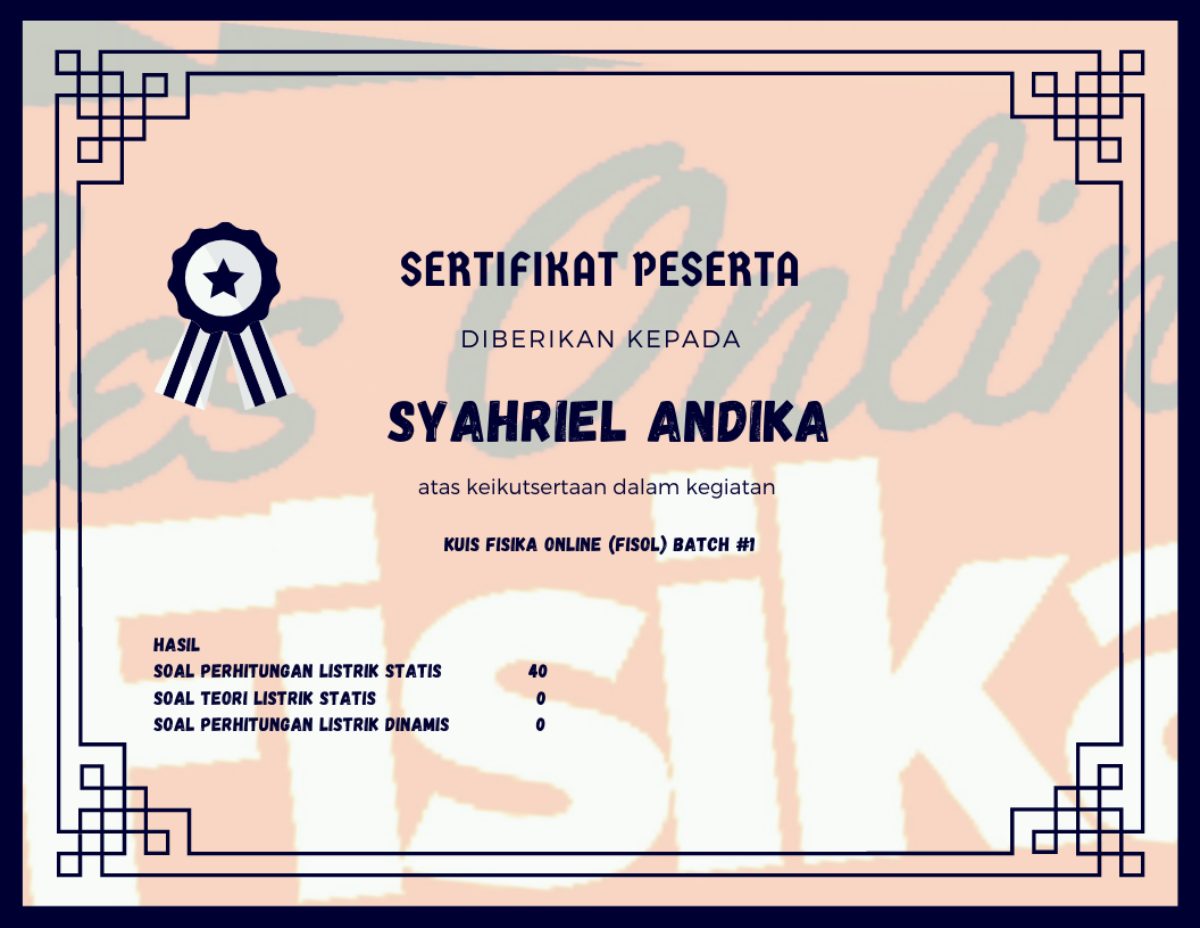 SERTIFIKAT PESERTA
DIBERIKAN KEPADA
SYAHRIEL ANDIKA
atas keikutsertaan dalam kegiatan
KUIS FISIKA ONLINE (FISOL) BATCH #1
HASIL
SOAL PERHITUNGAN LISTRIK STATIS 40
SOAL TEORI LISTRIK STATIS 0
SOAL PERHITUNGAN LISTRIK DINAMIS 0
Fisika